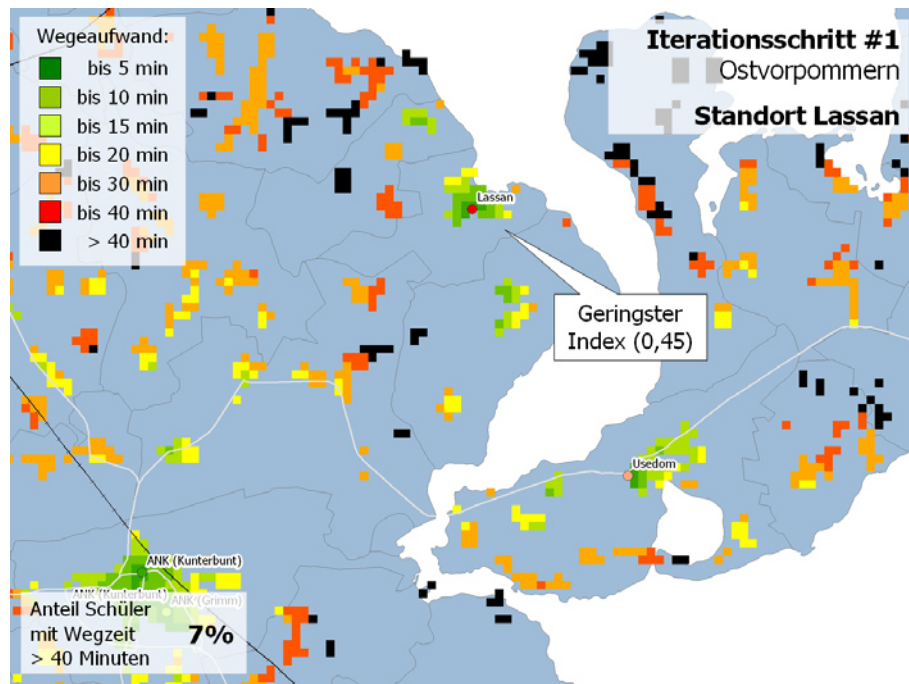 Wegeaufwand:
bis 5 min
bis 10 min
bis 15 min
bis 20 min
bis 30 min
bis 40 min
> 40 min
Iterationsschritt #1
Ostvorpommern
Standort Lassan
Lassan
Geringster
Index (0,45)
Usedom
ANK (Kunterbunt)
ANK (Kunterbunt)
ANK (Grimm)
Anteil Schüler
mit Wegzeit 7%
> 40 Minuten